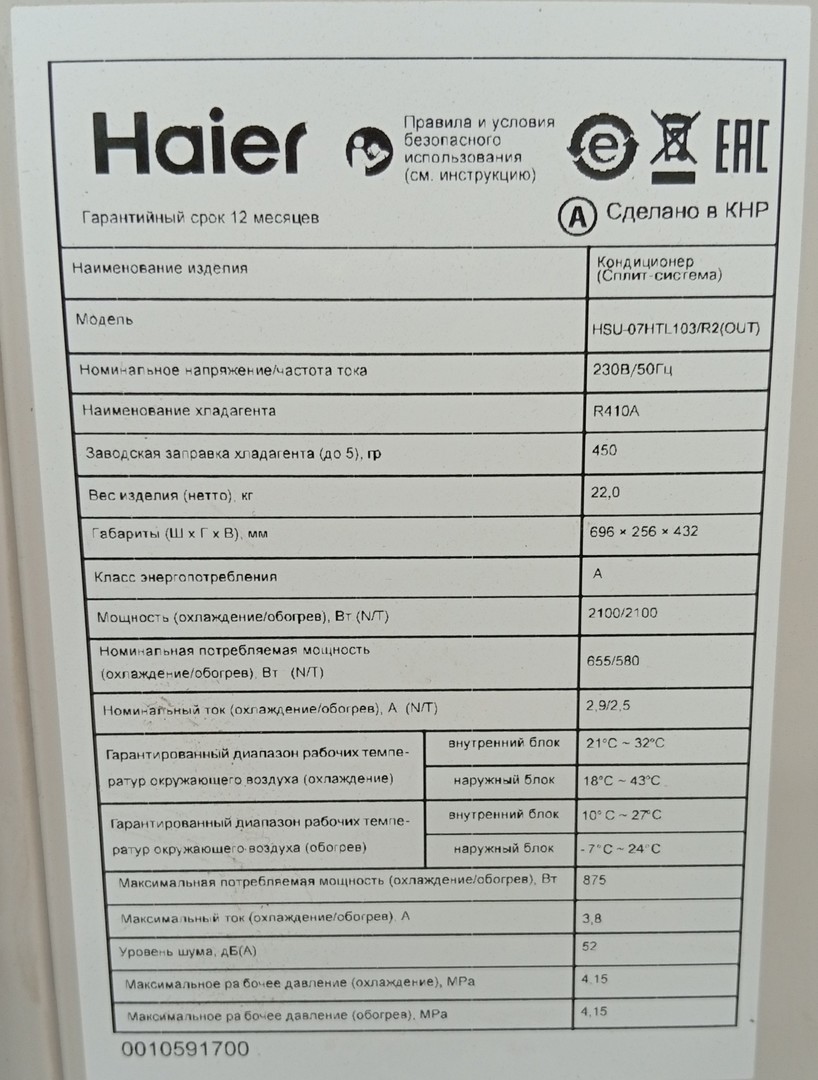 Haier
Правила и условия
безопасного
использования
(см. инструкцию)
e
EAC
Гарантийный срок 12 месяцев
A Сделано в КНР
Наименование изделия
Кондиционер
(Сплит-система)
Модель
HSU-07HTL103/R2(OUT)
Номинальное напряжение/частота тока
230В/50Гц
Наименование хладагента
R410A
Заводская заправка хладагента (до 5), гр
450
Вес изделия (нетто), кг
22,0
Габариты (Ш x Г x В), мм
696 × 256 × 432
Класс энергопотребления
A
Мощность (охлаждение/обогрев), Вт (N/T)
2100/2100
Номинальная потребляемая мощность
(охлаждение/обогрев), Вт (N/T)
655/580
Номинальный ток (охлаждение/обогрев), А (N/T)
2,9/2,5
Гарантированный диапазон рабочих темпе-
ратур окружающего воздуха (охлаждение)
внутренний блок
21°C ~ 32°C
наружный блок
18°C ~ 43°C
Гарантированный диапазон рабочих темпе-
ратур окружающего воздуха (обогрев)
внутренний блок
10°C ~ 27°C
наружный блок
-7°C ~ 24°C
Максимальная потребляемая мощность (охлаждение/обогрев), Вт
875
Максимальный ток (охлаждение/обогрев), А
3,8
Уровень шума, дБ(А)
52
Максимальное ра бочее давление (охлаждение), MPa
4.15
Максимальное ра бочее давление (обогрев), MPa
4,15
0010591700